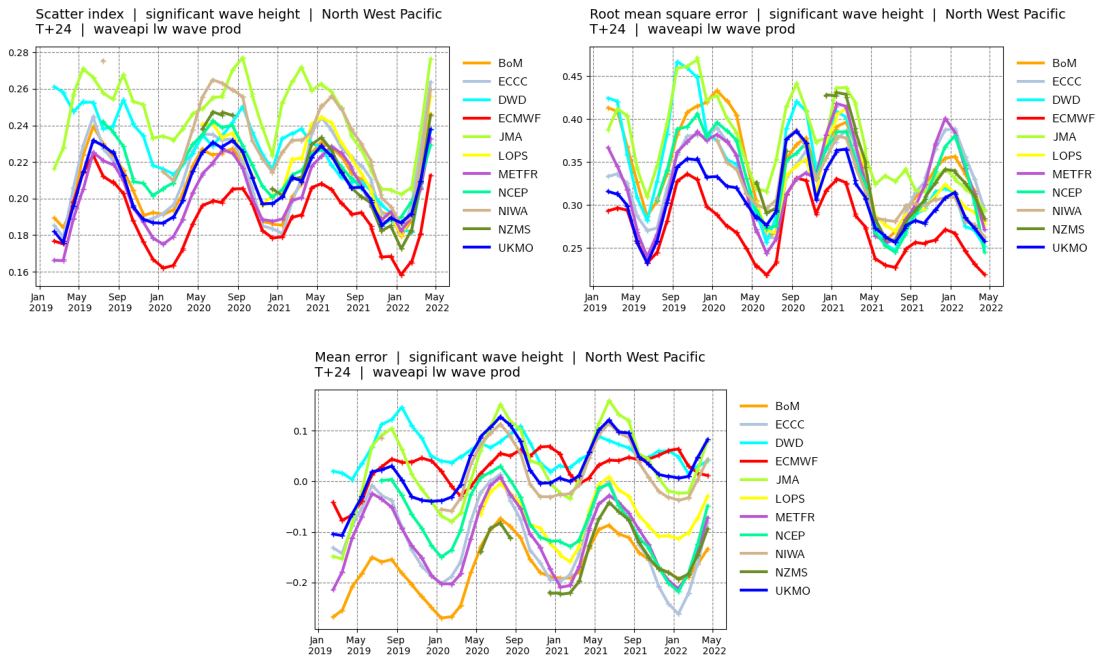 Scatter index | significant wave height | North West Pacific
T+24 | waveapi lw wave prod
0.28
0.26
0.24
0.22
0.20
0.18
0.16
Jan 2019
May 2019
Sep 2019
Jan 2020
May 2020
Sep 2020
Jan 2021
May 2021
Sep 2021
Jan 2022
May 2022
BoM
ECCC
DWD
ECMWF
JMA
LOPS
METFR
NCEP
NIWA
NZMS
UKMO
Root mean square error | significant wave height | North West Pacific
T+24 | waveapi lw wave prod
0.45
0.40
0.35
0.30
0.25
Jan 2019
May 2019
Sep 2019
Jan 2020
May 2020
Sep 2020
Jan 2021
May 2021
Sep 2021
Jan 2022
May 2022
BoM
ECCC
DWD
ECMWF
JMA
LOPS
METFR
NCEP
NIWA
NZMS
UKMO
Mean error | significant wave height | North West Pacific
T+24 | waveapi lw wave prod
0.1
0.0
−0.1
−0.2
Jan 2019
May 2019
Sep 2019
Jan 2020
May 2020
Sep 2020
Jan 2021
May 2021
Sep 2021
Jan 2022
May 2022
BoM
ECCC
DWD
ECMWF
JMA
LOPS
METFR
NCEP
NIWA
NZMS
UKMO